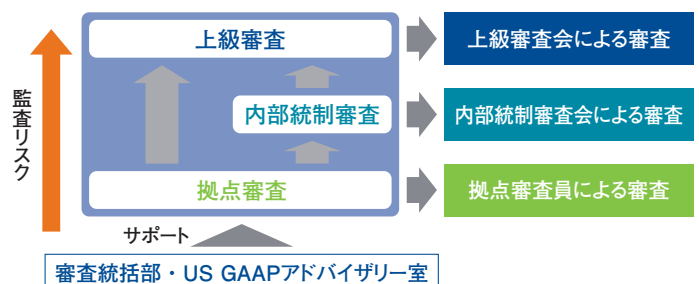 上級審査
上級審査会による審査
監査リスク
内部統制審査
内部統制審査会による審査
拠点審査
拠点審査員による審査
サポート
審査統括部・US GAAPアドバイザリー室